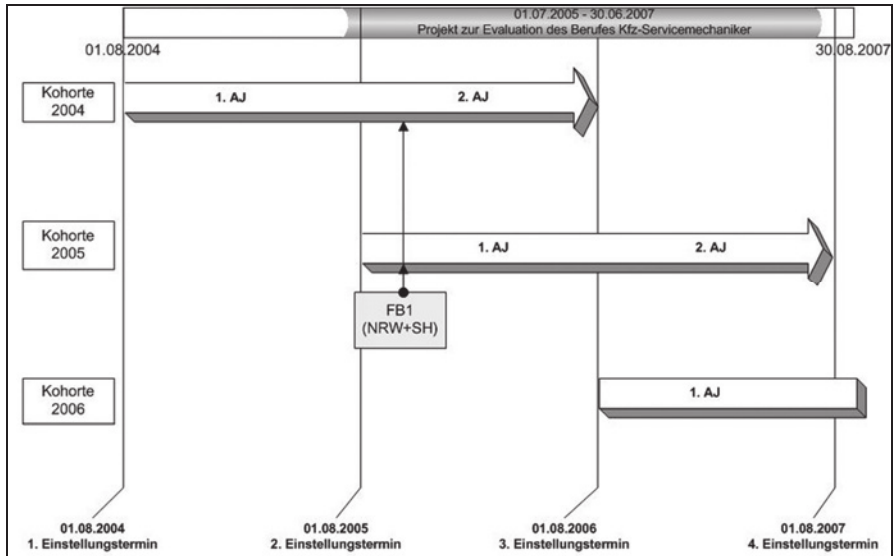 01.07.2005 - 30.06.2007
Projekt zur Evaluation des Berufes Kfz-Servicemechaniker
01.08.2004
30.08.2007
Kohorte
2004
1. AJ
2. AJ
Kohorte
2005
1. AJ
2. AJ
FB1
(NRW+SH)
Kohorte
2006
1. AJ
01.08.2004
1. Einstellungstermin
01.08.2005
2. Einstellungstermin
01.08.2006
3. Einstellungstermin
01.08.2007
4. Einstellungstermin